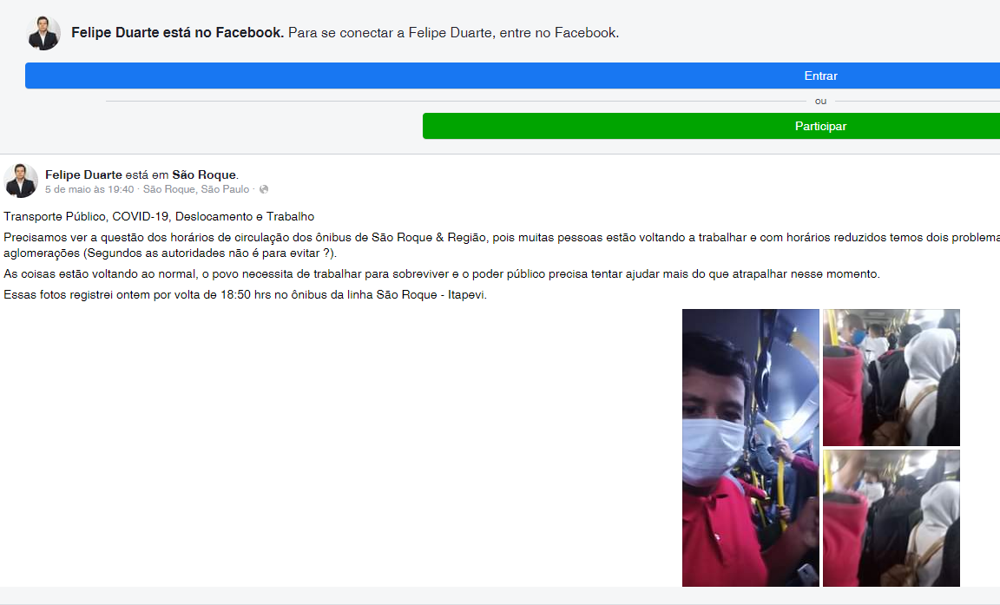 Felipe Duarte está no Facebook. Para se conectar a Felipe Duarte, entre no Facebook.
Entrar
ou
Participar
Felipe Duarte está em São Roque.
5 de maio às 19:40 · São Roque, São Paulo ·
Transporte Público, COVID-19, Deslocamento e Trabalho
Precisamos ver a questão dos horários de circulação dos ônibus de São Roque & Região, pois muitas pessoas estão voltando a trabalhar e com horários reduzidos temos dois problema
aglomerações (Segundos as autoridades não é para evitar ?).
As coisas estão voltando ao normal, o povo necessita de trabalhar para sobreviver e o poder público precisa tentar ajudar mais do que atrapalhar nesse momento.
Essas fotos registrei ontem por volta de 18:50 hrs no ônibus da linha São Roque - Itapevi.